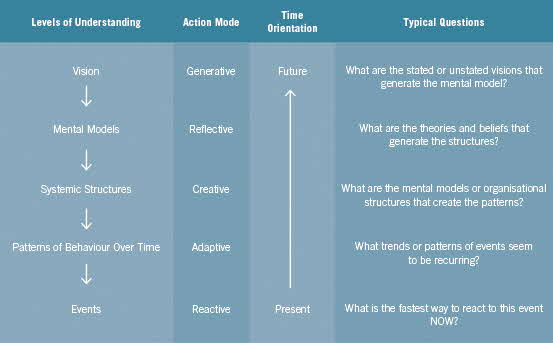 Levels of Understanding
Action Mode
Time
Orientation
Typical Questions
Vision
Generative
Future
What are the stated or unstated visions that
generate the mental model?
Mental Models
Reflective
What are the theories and beliefs that
generate the structures?
Systemic Structures
Creative
What are the mental models or organisational
structures that create the patterns?
Patterns of Behaviour Over Time
Adaptive
What trends or patterns of events seem
to be recurring?
Events
Reactive
Present
What is the fastest way to react to this event
NOW?